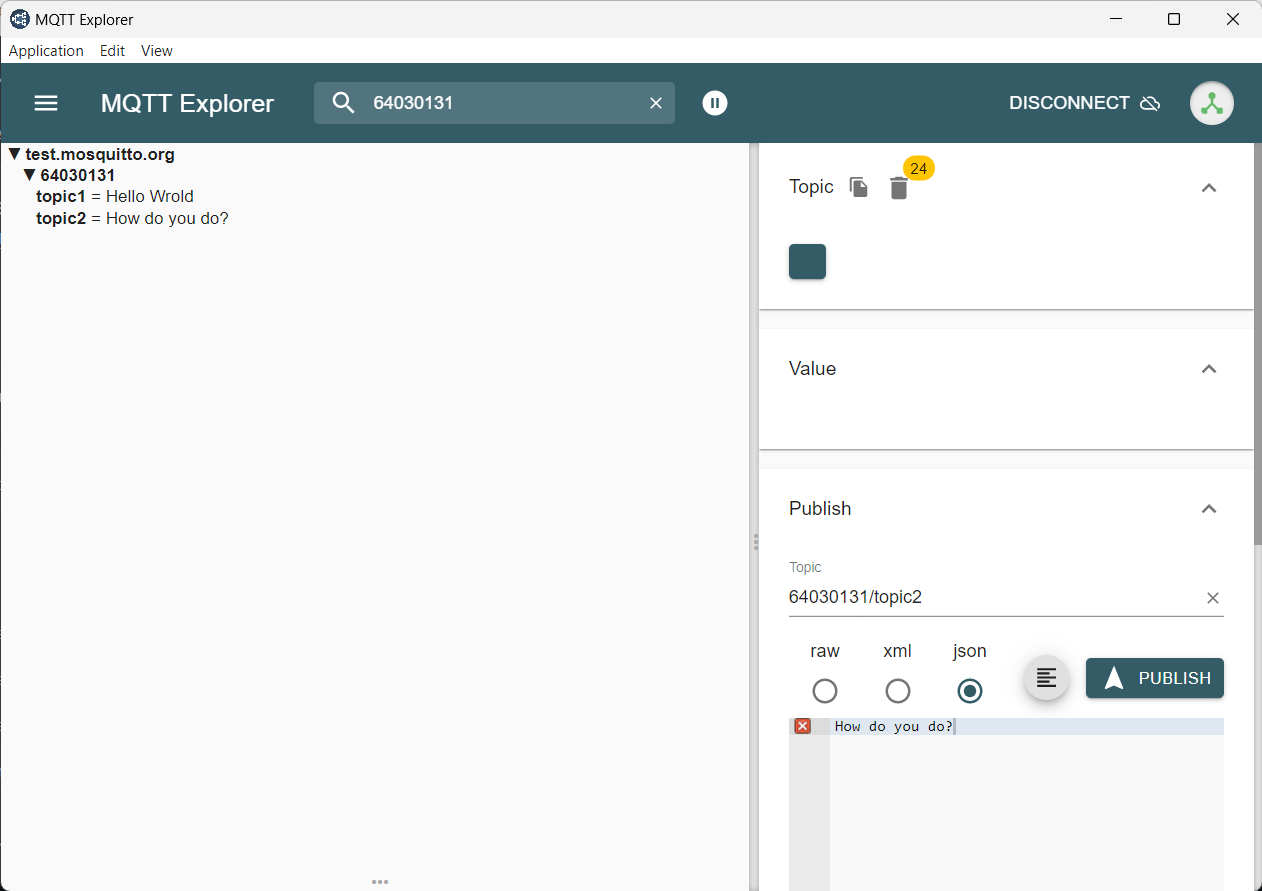 MQTT Explorer
Application Edit View
MQTT Explorer 64030131 DISCONNECT
▼ test.mosquitto.org
▼ 64030131
topic1 = Hello Wrold
topic2 = How do you do?
Topic 24
Value
Publish
Topic
64030131/topic2
raw xml json
PUBLISH
How do you do?